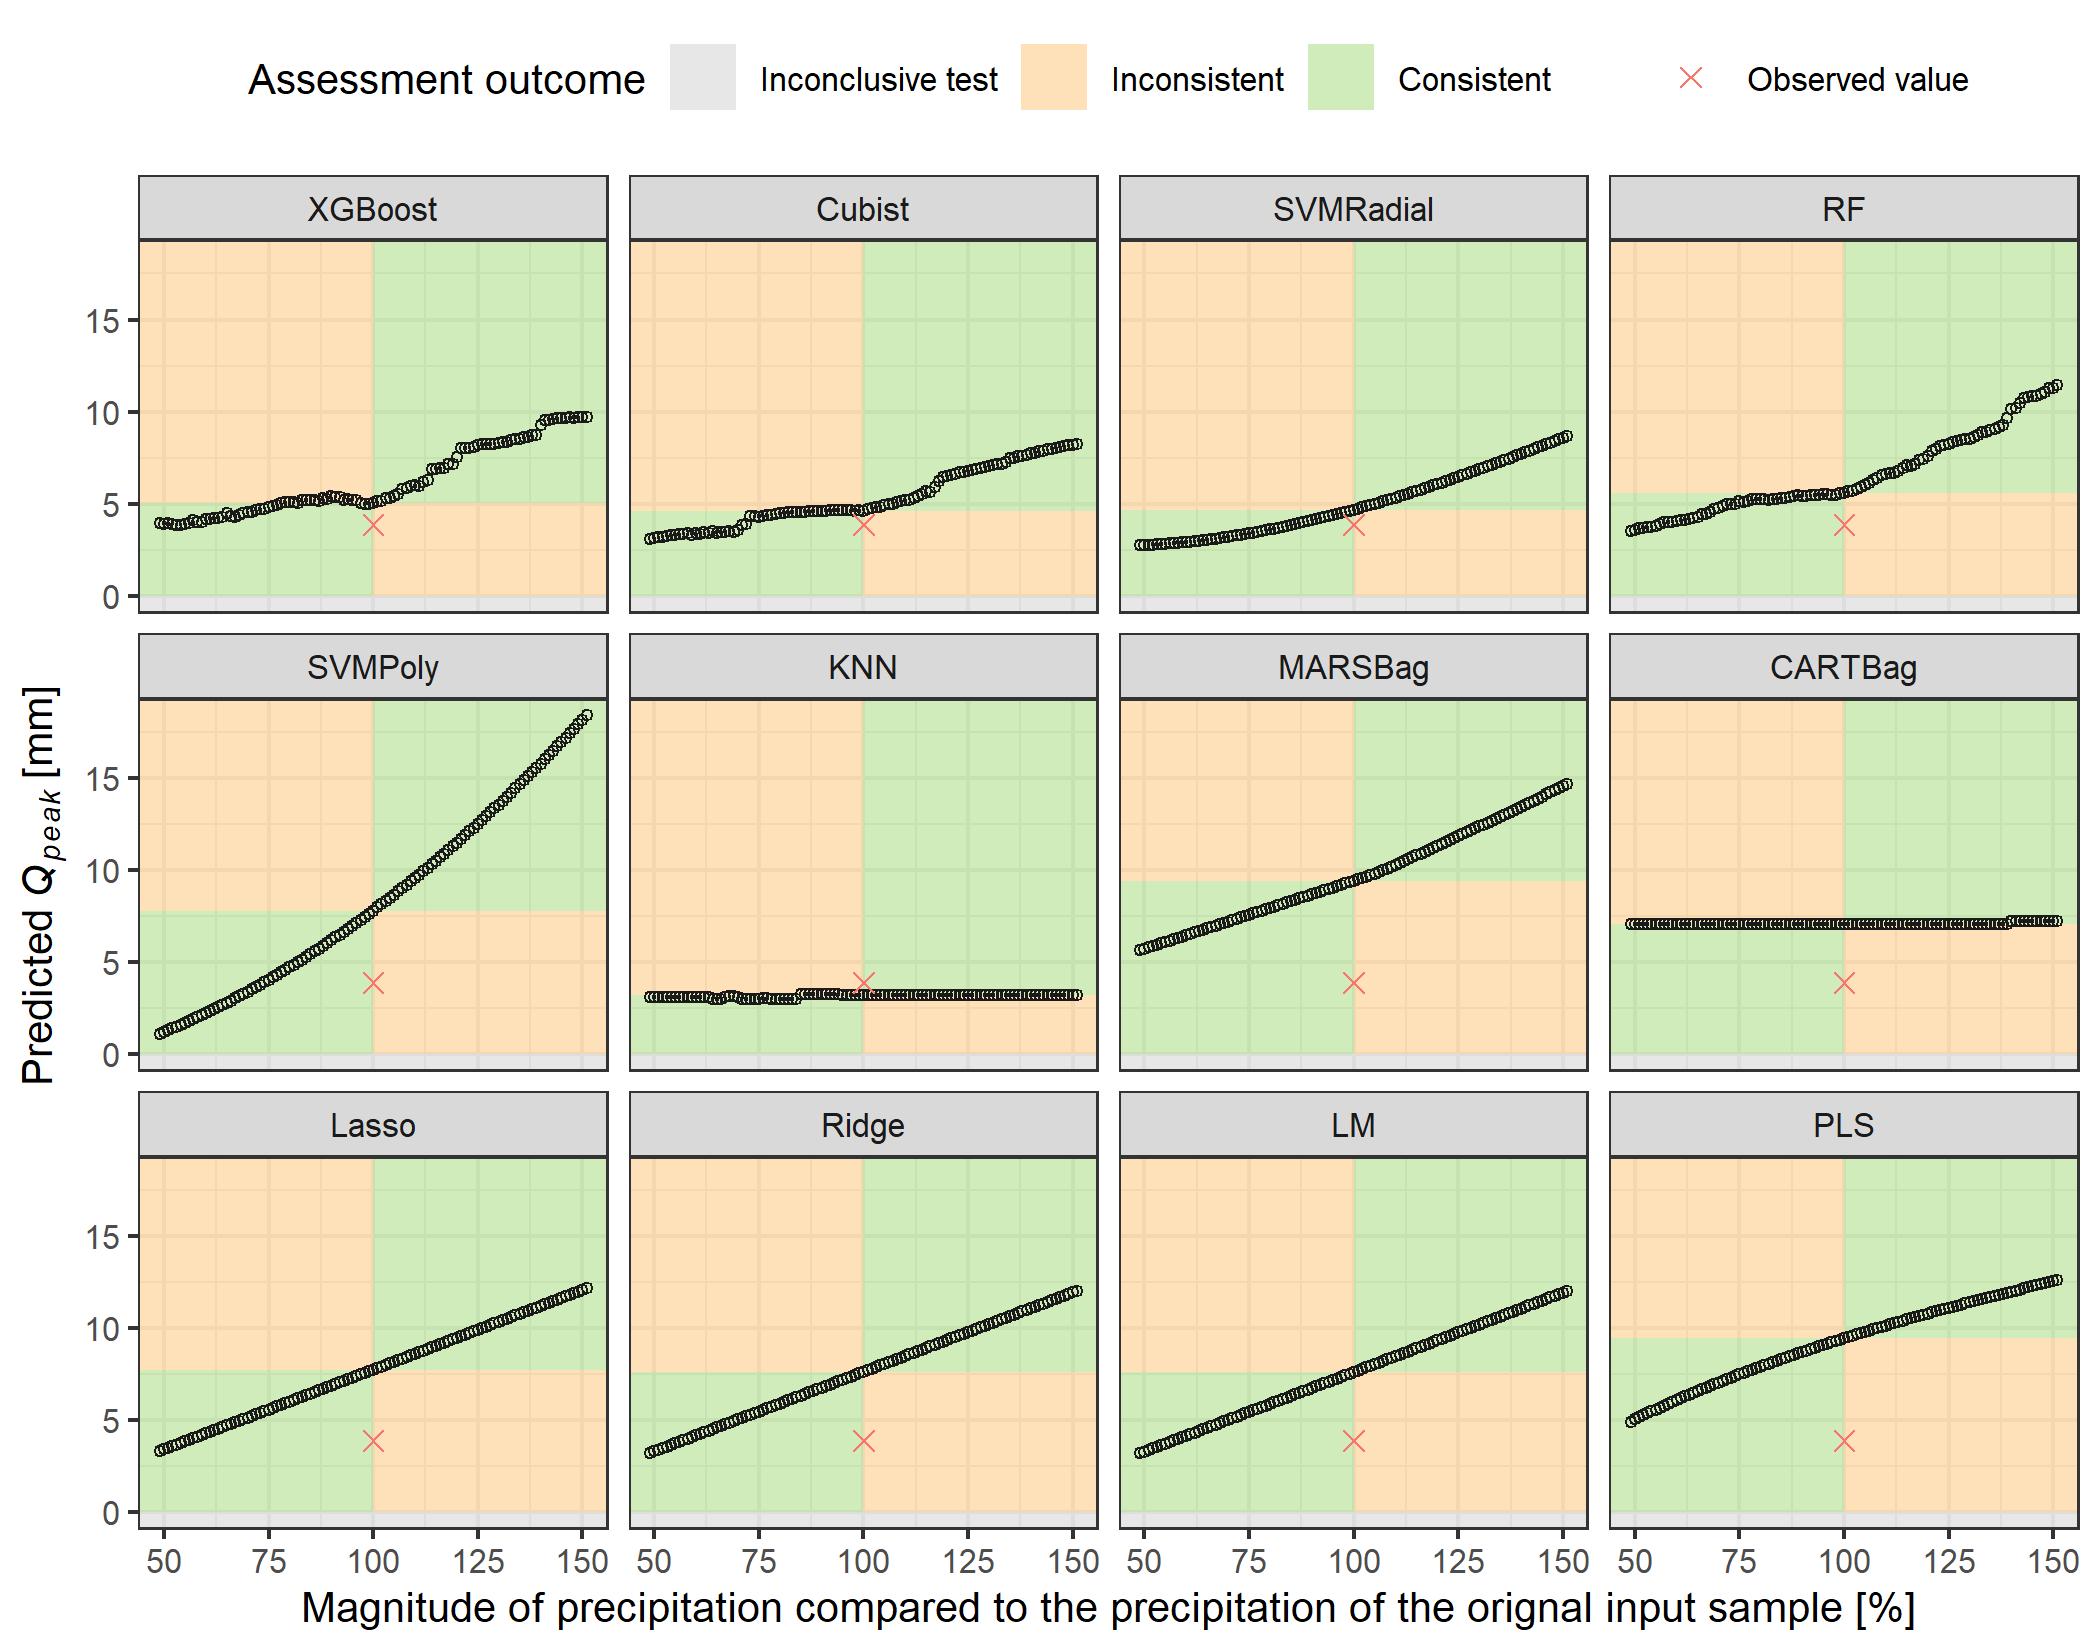 Assessment outcome Inconclusive test Inconsistent Consistent Observed value
XGBoost Cubist SVMRadial RF
15
10
5
0
SVMPoly KNN MARSBag CARTBag
15
10
5
0
Lasso Ridge LM PLS
15
10
5
0
Predicted Qpeak [mm]
50 75 100 125 150 50 75 100 125 150 50 75 100 125 150 50 75 100 125 150
Magnitude of precipitation compared to the precipitation of the orignal input sample [%]